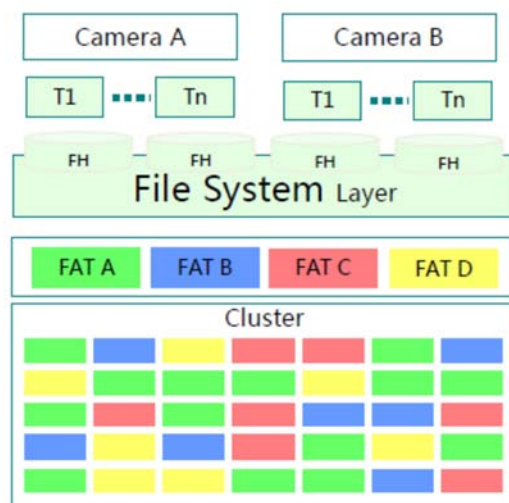 Camera A Camera B
T1 Tn T1 Tn
FH FH FH FH
File System Layer
FAT A FAT B FAT C FAT D
Cluster